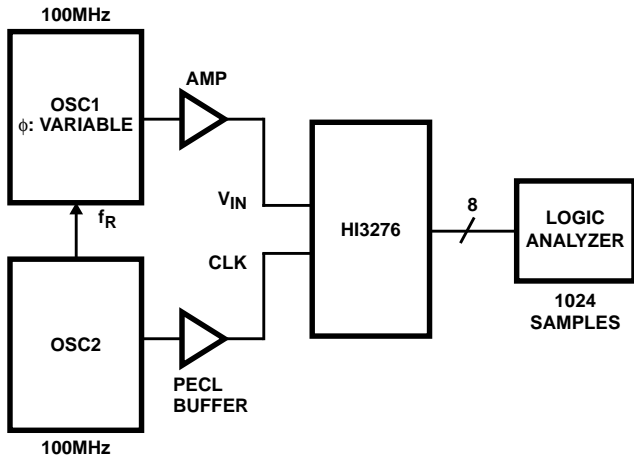 100MHz
OSC1
ϕ: VARIABLE
AMP
fR
VIN
CLK
OSC2
100MHz
PECL
BUFFER
HI3276
8
LOGIC
ANALYZER
1024
SAMPLES